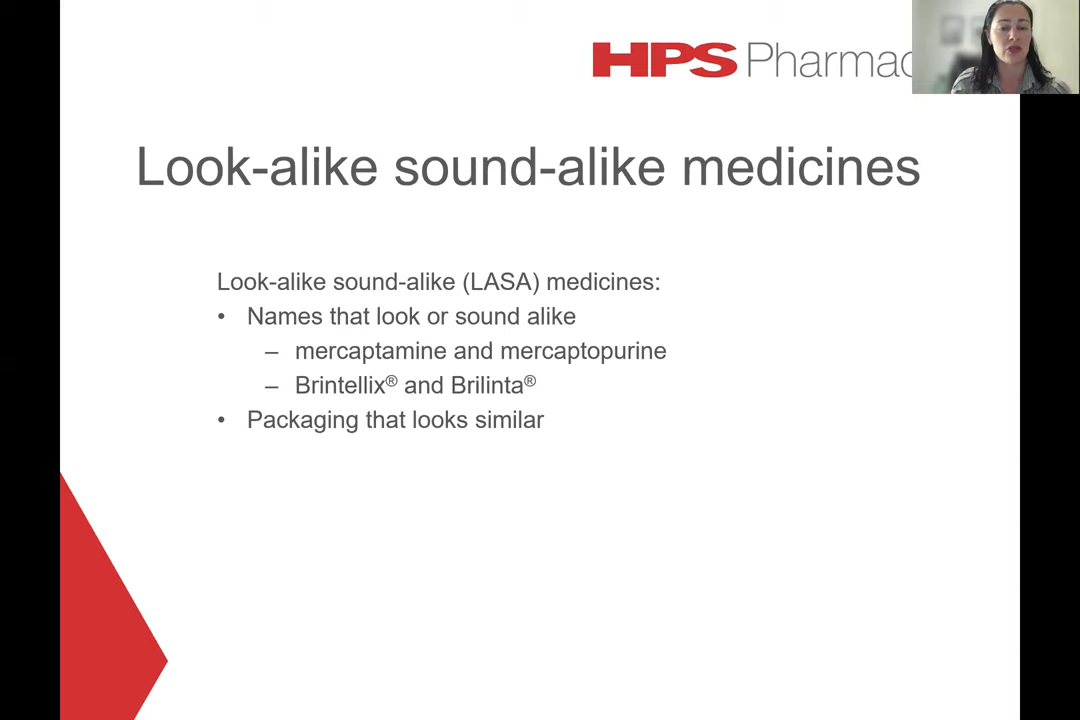 HPS Pharmac
Look-alike sound-alike medicines
Look-alike sound-alike (LASA) medicines:
• Names that look or sound alike
– mercaptamine and mercaptopurine
– Brintellix® and Brilinta®
• Packaging that looks similar